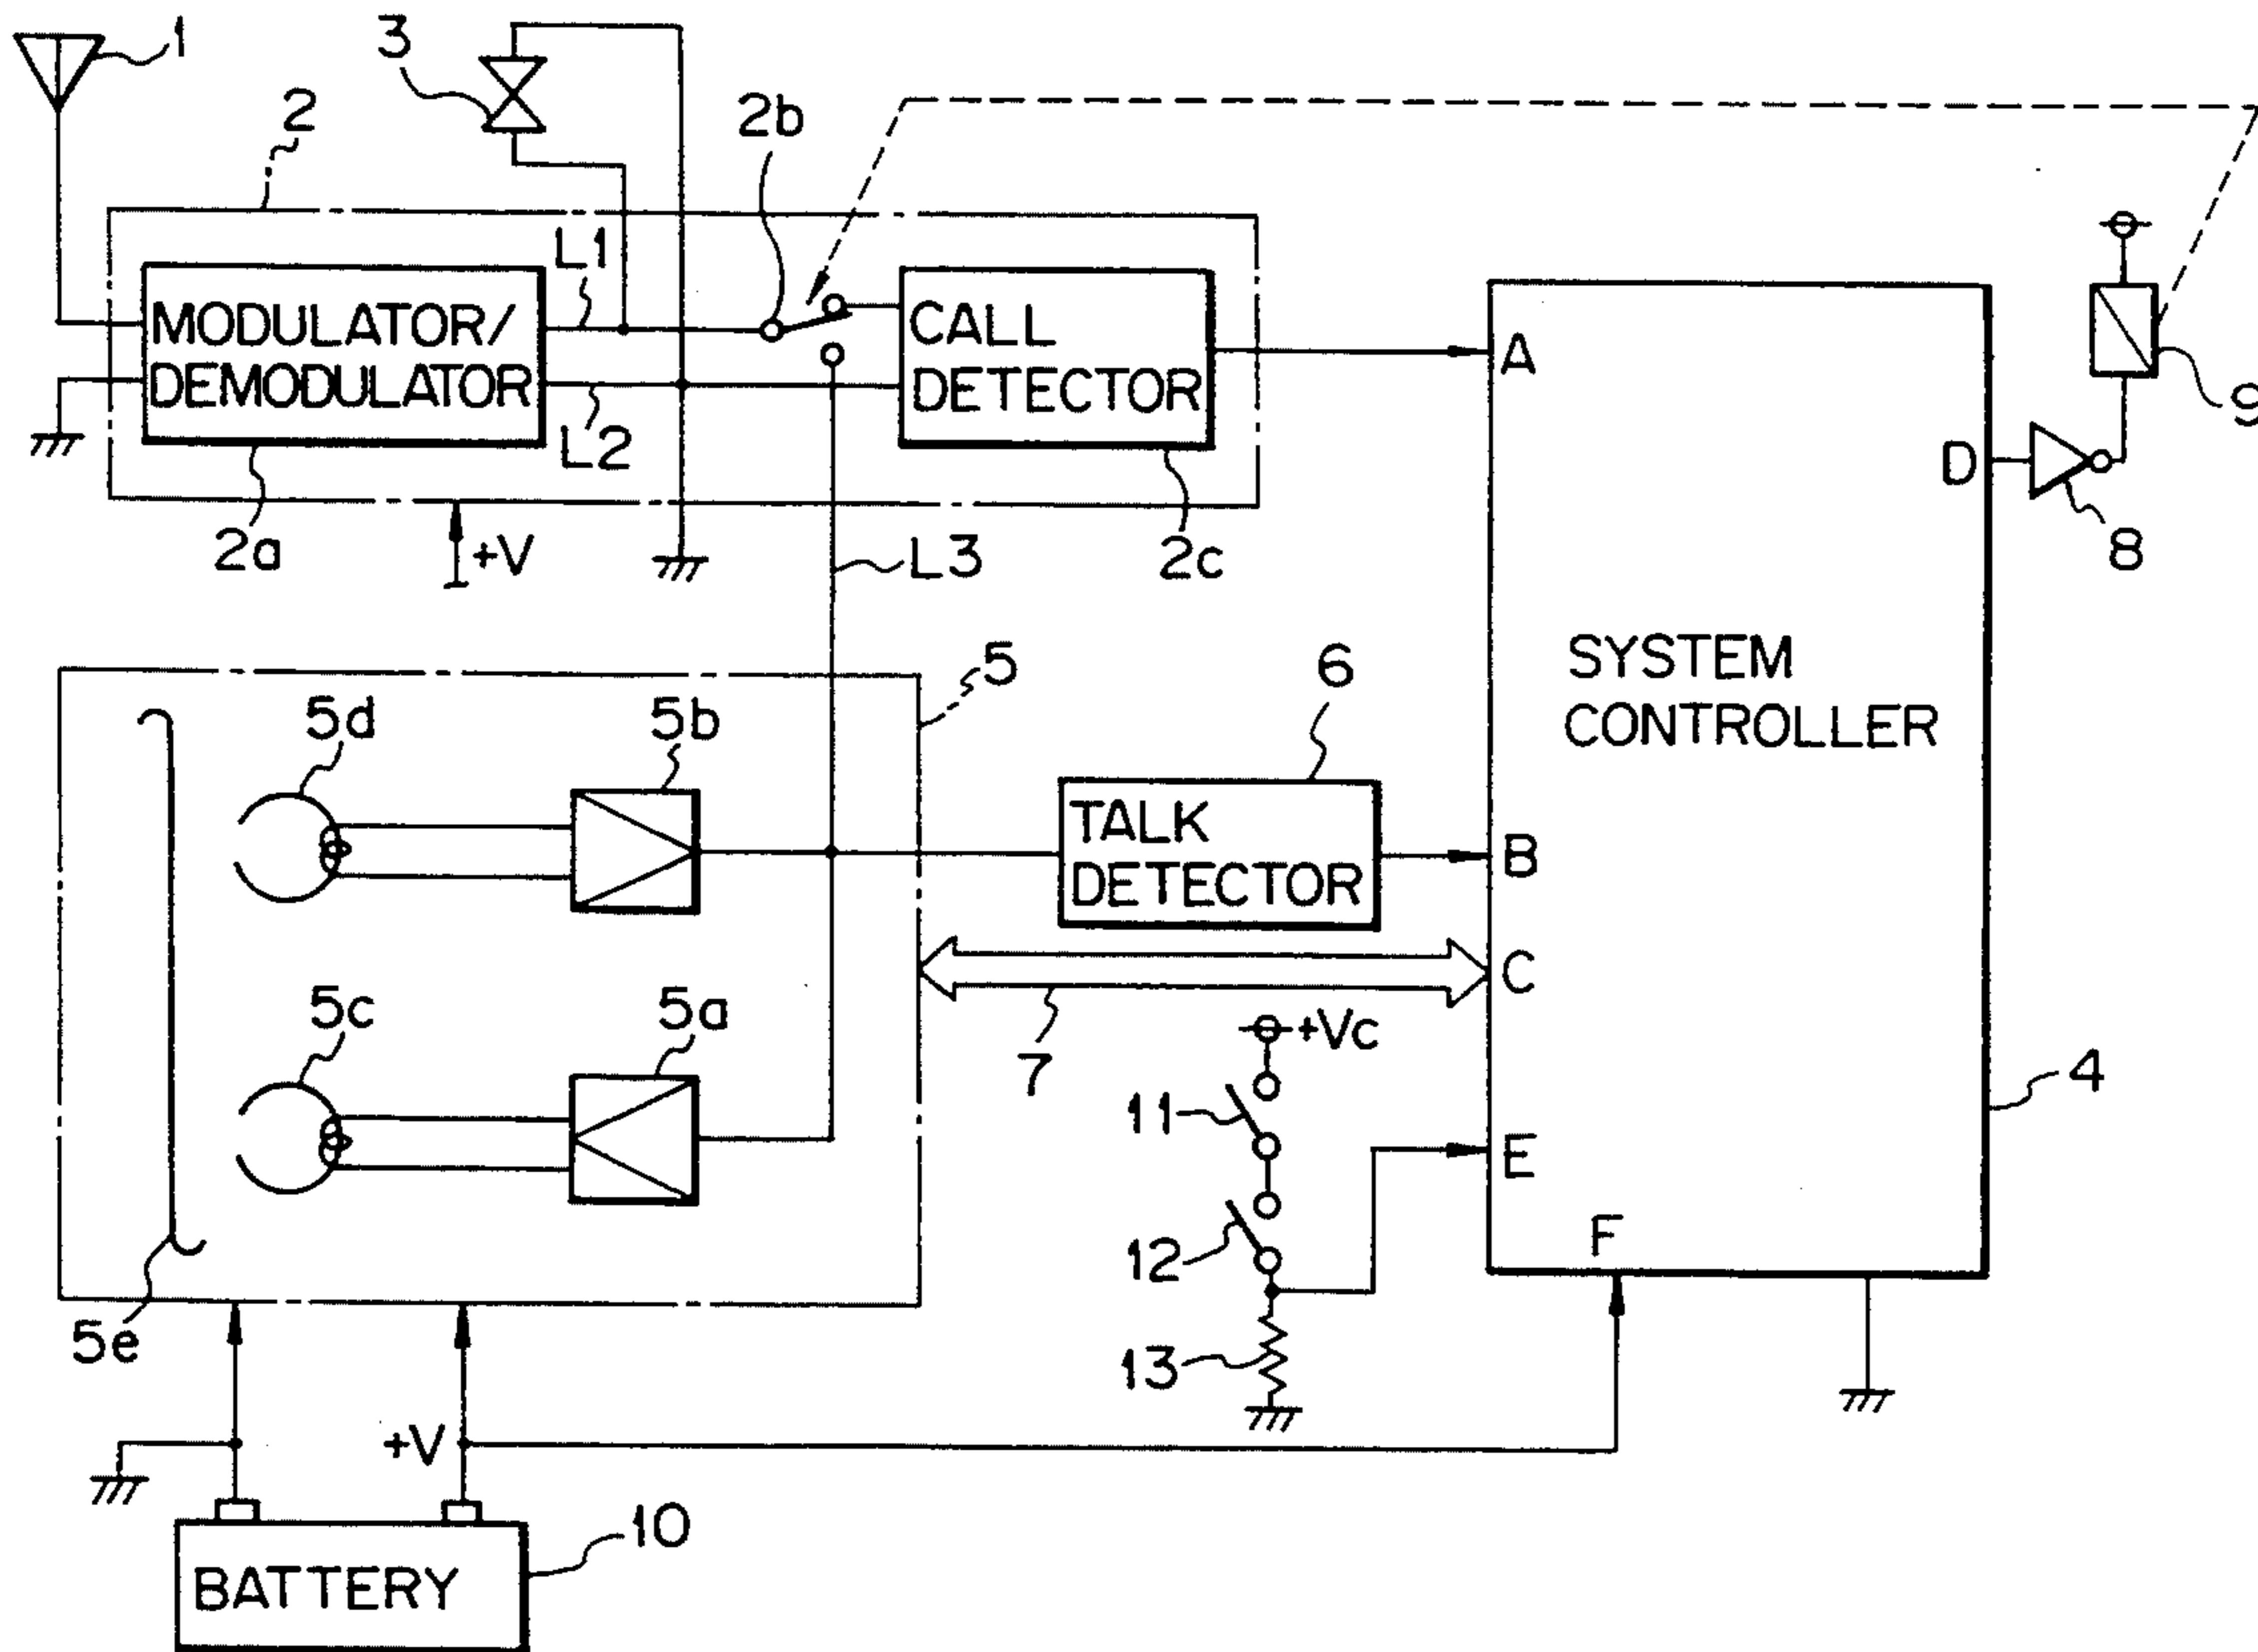 1
3
2
2b
L1
MODULATOR/
DEMODULATOR
CALL
DETECTOR
A
9
L2
D
2a
+V
L3
2c
8
SYSTEM
CONTROLLER
5
6
5d
5b
TALK
DETECTOR
B
C
5c
5a
7
+Vc
4
11
E
12
F
5e
13
+V
10
BATTERY